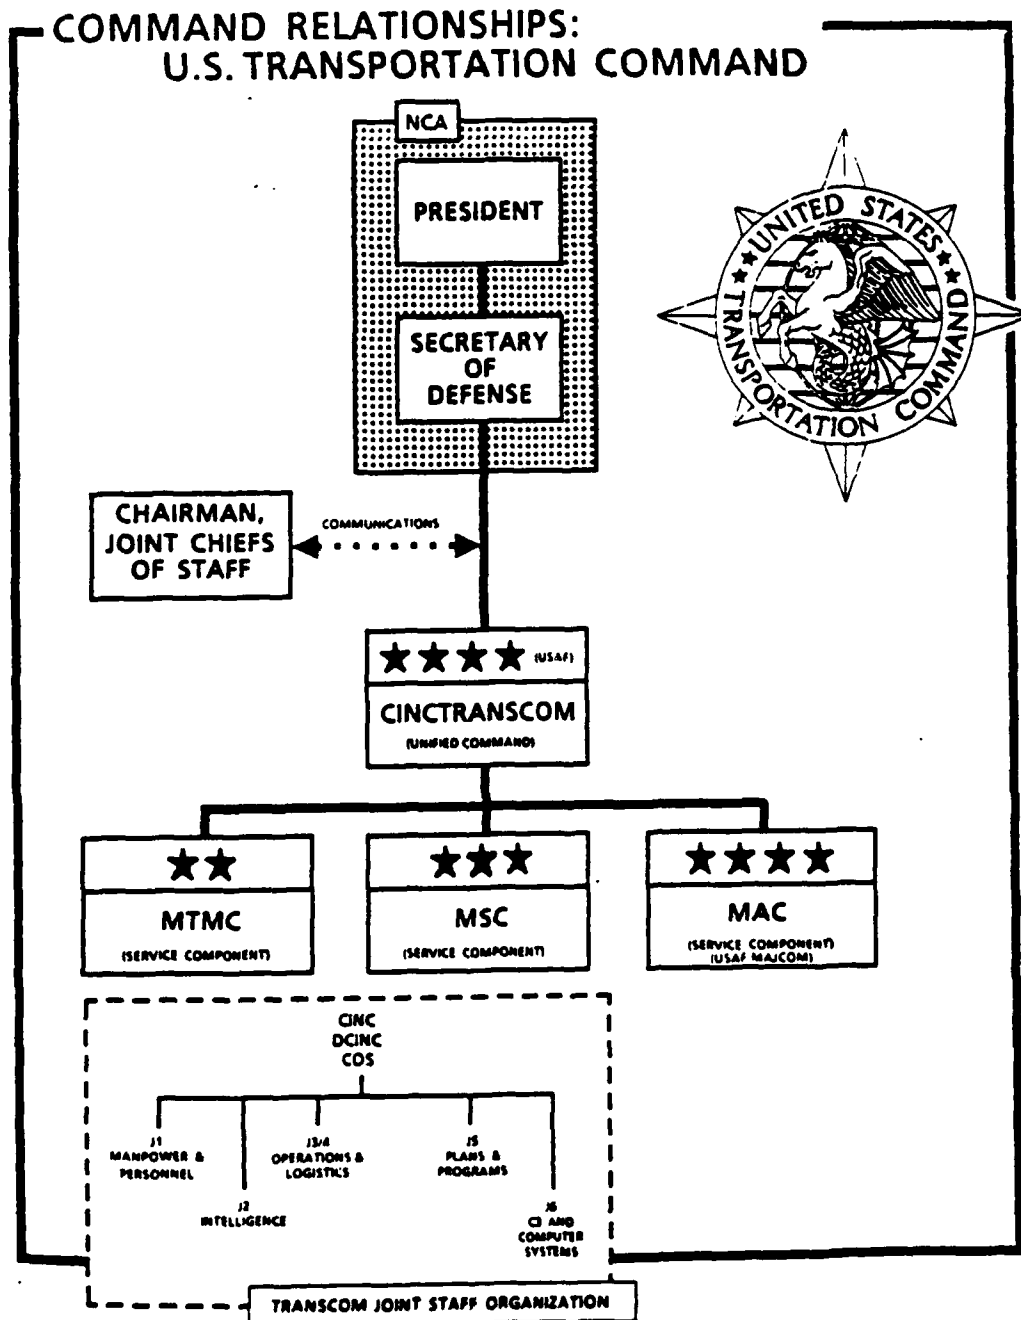 COMMAND RELATIONSHIPS:
U.S. TRANSPORTATION COMMAND
NCA
PRESIDENT
SECRETARY
OF
DEFENSE
UNITED STATES
TRANSPORTATION COMMAND
CHAIRMAN,
JOINT CHIEFS
OF STAFF
COMMUNICATIONS
(USAF)
CINCTRANSCOM
(UNIFIED COMMAND)
MTMC
(SERVICE COMPONENT)
MSC
(SERVICE COMPONENT)
MAC
(SERVICE COMPONENT)
(USAF MAJCOM)
CINC
DCINC
COS
J1
MANPOWER &
PERSONNEL
J2
INTELLIGENCE
J3/4
OPERATIONS &
LOGISTICS
J5
PLANS &
PROGRAMS
J6
C3 AND
COMPUTER
SYSTEMS
TRANSCOM JOINT STAFF ORGANIZATION